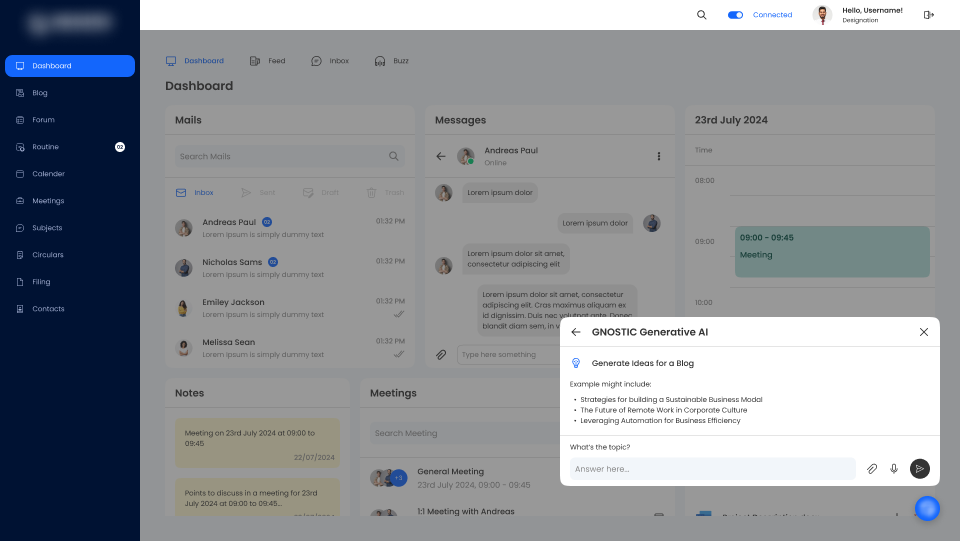 Connected
Hello, Username!
Designation
Dashboard
Blog
Forum
Routine
02
Calender
Meetings
Subjects
Circulars
Filing
Contacts
Dashboard
Feed
Inbox
Buzz
Dashboard
Mails
Search Mails
Inbox
Sent
Draft
Trash
Andreas Paul
02
01:32 PM
Lorem Ipsum is simply dummy text
Nicholas Sams
02
01:32 PM
Lorem Ipsum is simply dummy text
Emiley Jackson
01:32 PM
Lorem Ipsum is simply dummy text
Melissa Sean
01:32 PM
Lorem Ipsum is simply dummy text
Messages
Andreas Paul
Online
Lorem ipsum dolor
Lorem ipsum dolor
Lorem ipsum dolor sit amet,
consectetur adipiscing elit
Lorem ipsum dolor sit amet, consectetur
adipiscing elit. Cras maximus aliquam ex
id dignissim. Duis nec volutpat ante. Donec
blandit diam sem, in v
Type here something
23rd July 2024
Time
08:00
09:00
09:00 - 09:45
Meeting
10:00
Notes
Meeting on 23rd July 2024 at 09:00 to
09:45
22/07/2024
Points to discuss in a meeting for 23rd
July 2024 at 09:00 to 09:45...
Meetings
Search Meeting
+3
General Meeting
23rd July 2024, 09:00 - 09:45
1:1 Meeting with Andreas
GNOSTIC Generative AI
Generate Ideas for a Blog
Example might include:
• Strategies for building a Sustainable Business Modal
• The Future of Remote Work in Corporate Culture
• Leveraging Automation for Business Efficiency
What's the topic?
Answer here...